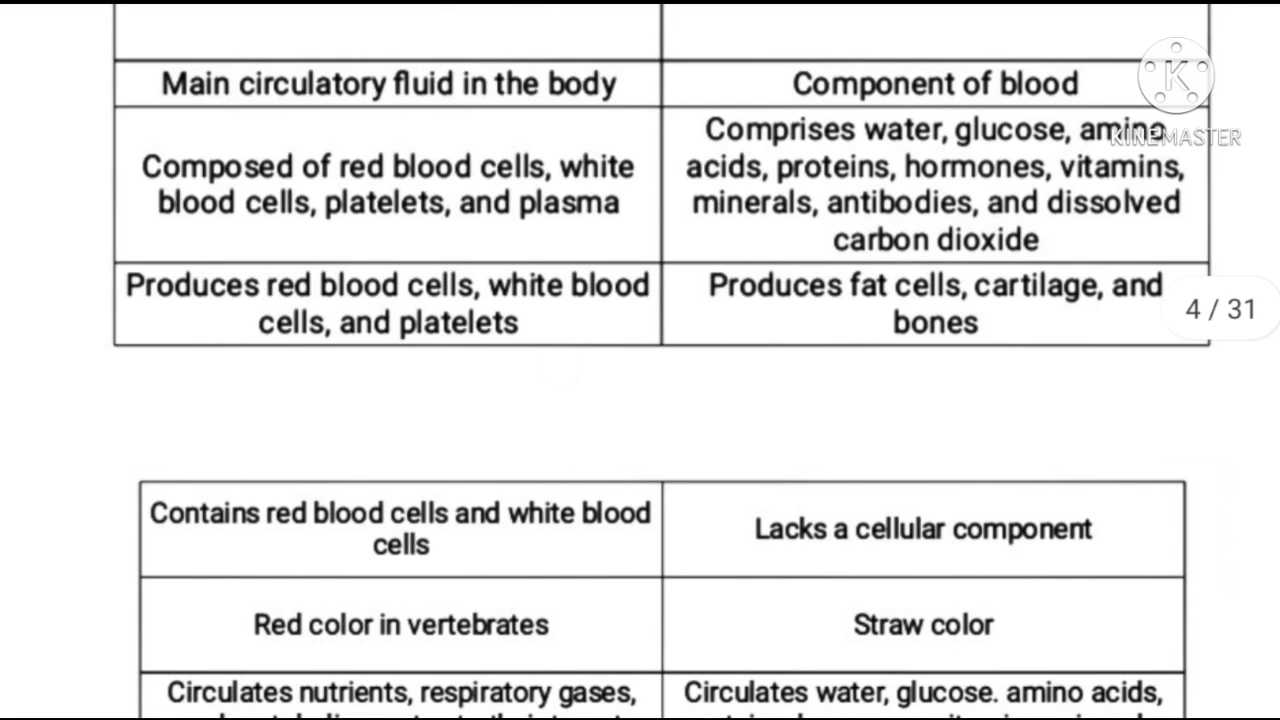 Main circulatory fluid in the body
Component of blood
K
KINEMASTER
Composed of red blood cells, white
blood cells, platelets, and plasma
Comprises water, glucose, amino
acids, proteins, hormones, vitamins,
minerals, antibodies, and dissolved
carbon dioxide
Produces red blood cells, white blood
cells, and platelets
Produces fat cells, cartilage, and
bones
4 / 31
Contains red blood cells and white blood
cells
Lacks a cellular component
Red color in vertebrates
Straw color
Circulates nutrients, respiratory gases,
Circulates water, glucose. amino acids,